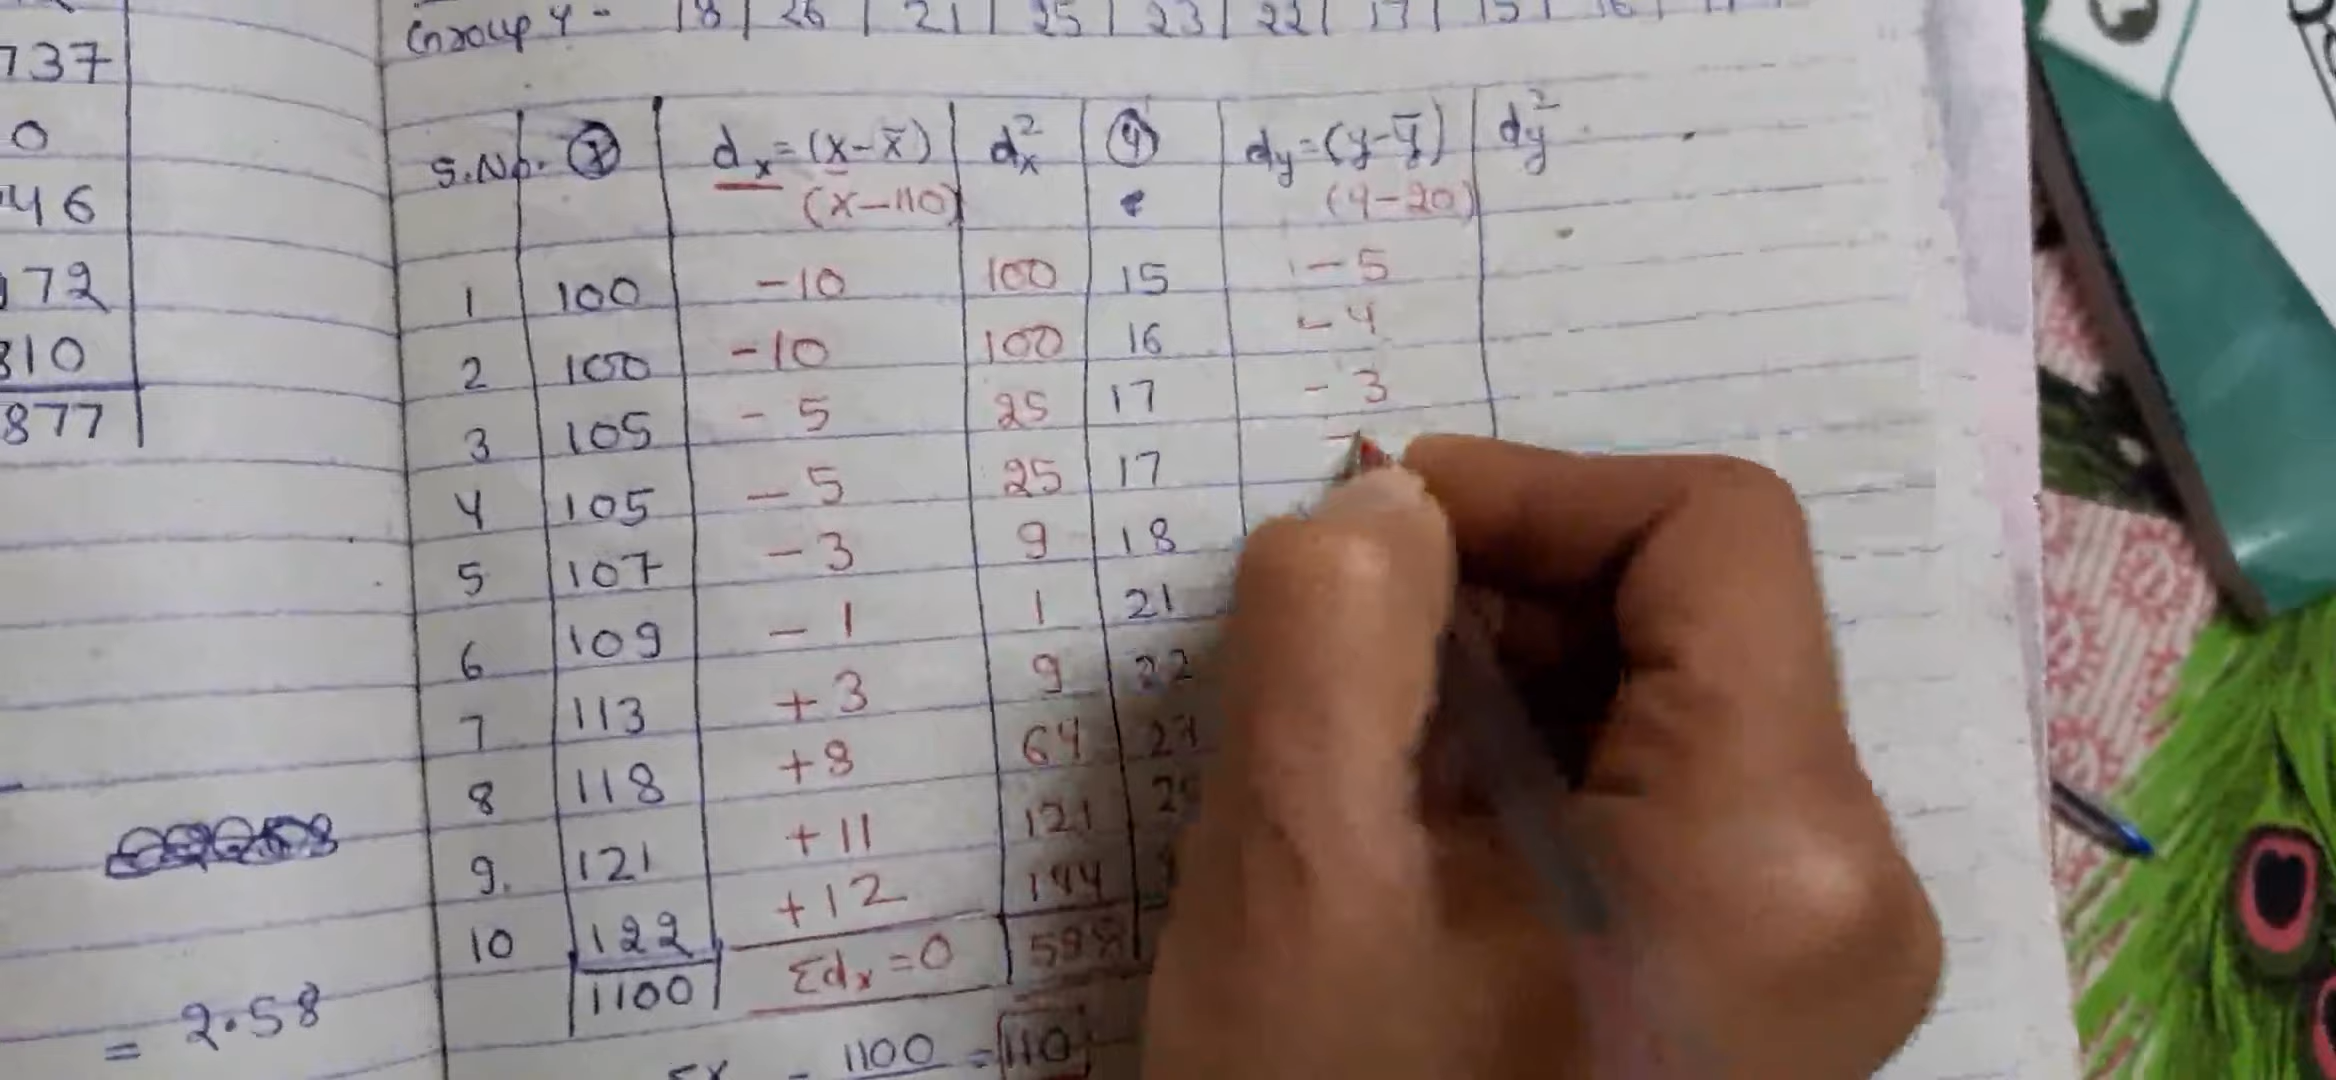 Group Y - 18 | 26 | 21 | 25 | 23 | 22 | 17 |
737
0
46
172
310
877
= 2.58
S.No. x dx=(x-x̄) dx² y dy=(y-ȳ) dy²
(x-110) (y-20)
1 100 -10 100 15 -5
2 100 -10 100 16 -4
3 105 -5 25 17 -3
4 105 -5 25 17 -
5 107 -3 9 18
6 109 -1 1 21
7 113 +3 9 22
8 118 +8 64
9. 121 +11 121
10 122 +12 144
1100 Σdx=0 598
1100 = 110